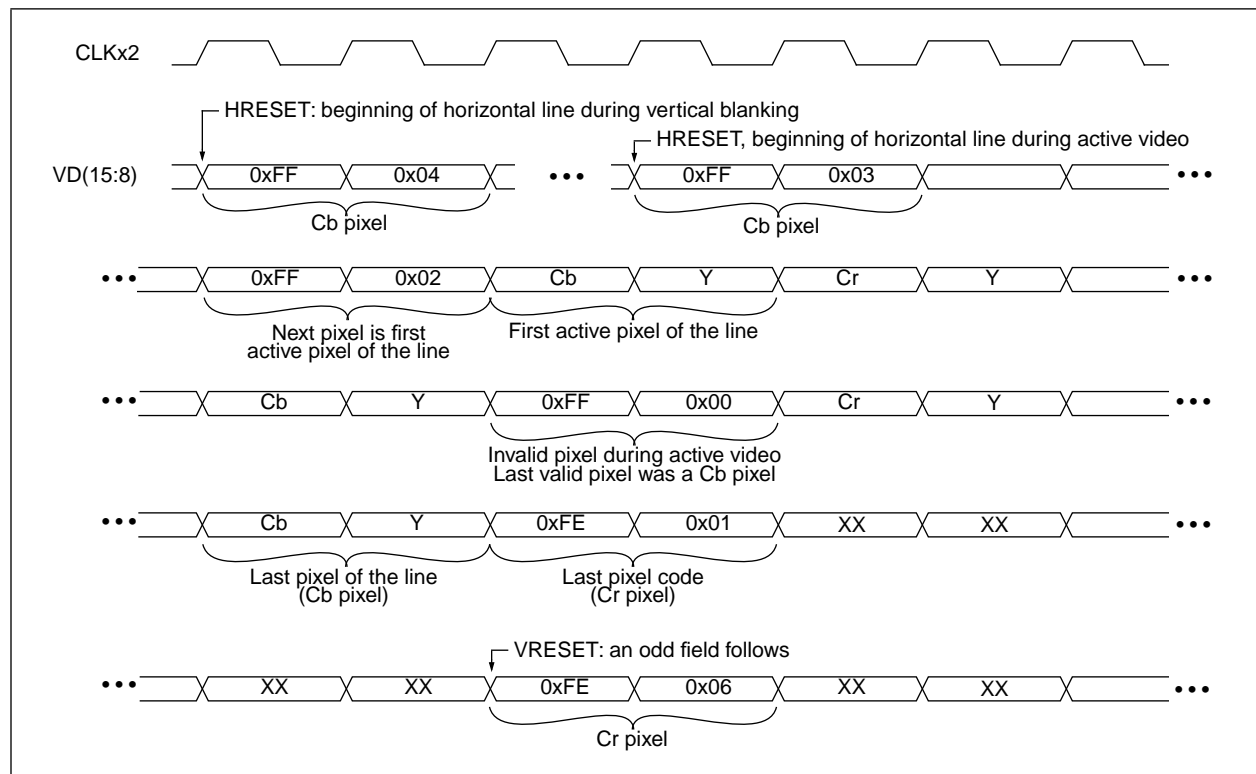 CLKx2
HRESET: beginning of horizontal line during vertical blanking
HRESET, beginning of horizontal line during active video
VD(15:8) 0xFF 0x04 ••• 0xFF 0x03 •••
Cb pixel Cb pixel
••• 0xFF 0x02 Cb Y Cr Y •••
Next pixel is first
active pixel of the line
First active pixel of the line
••• Cb Y 0xFF 0x00 Cr Y •••
Invalid pixel during active video
Last valid pixel was a Cb pixel
••• Cb Y 0xFE 0x01 XX XX •••
Last pixel of the line
(Cb pixel)
Last pixel code
(Cr pixel)
VRESET: an odd field follows
••• XX XX 0xFE 0x06 XX XX •••
Cr pixel